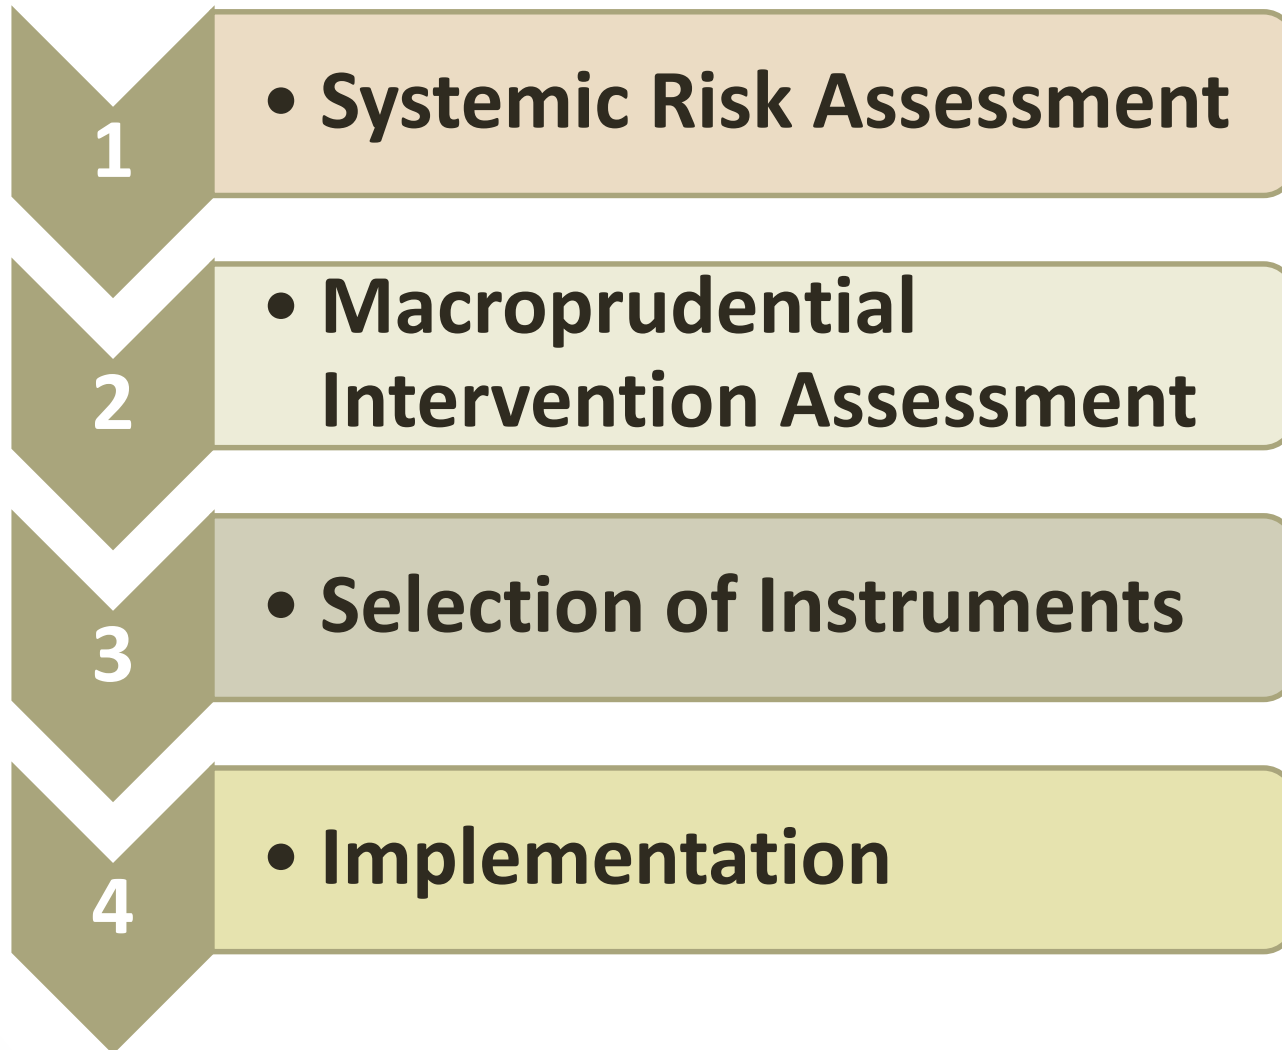 1
• Systemic Risk Assessment
2
• Macroprudential
Intervention Assessment
3
• Selection of Instruments
4
• Implementation